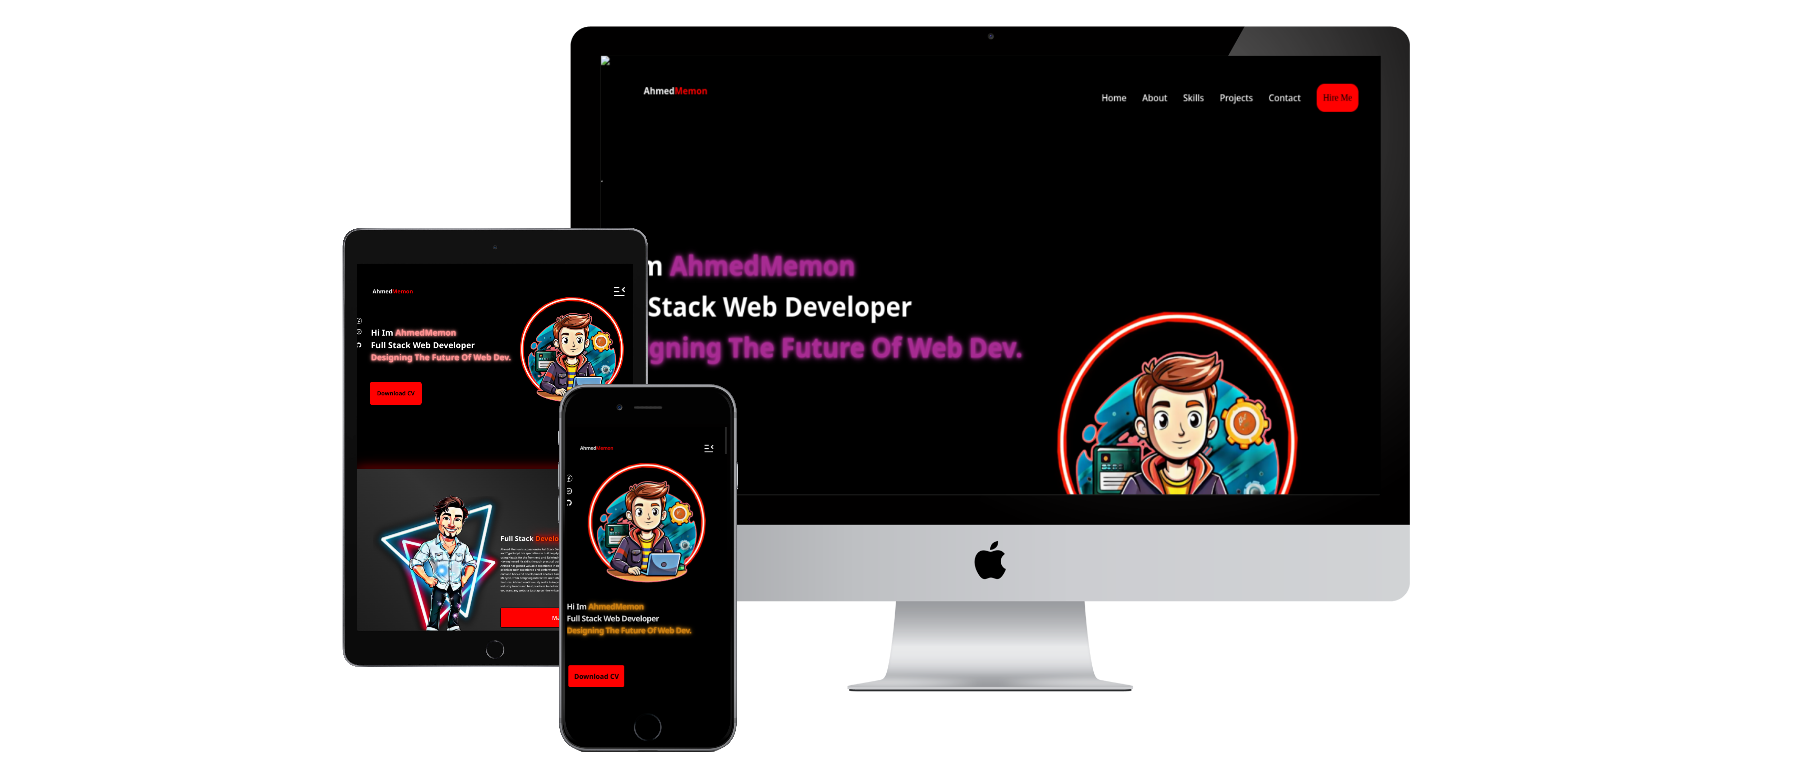 AhmedMemon
Home About Skills Projects Contact Hire Me
m AhmedMemon
Stack Web Developer
gning The Future Of Web Dev.
AhmedMemon
Hi Im AhmedMemon
Full Stack Web Developer
Designing The Future Of Web Dev.
Download CV
Full Stack Develo
AhmedMemon
Hi Im AhmedMemon
Full Stack Web Developer
Designing The Future Of Web Dev.
Download CV